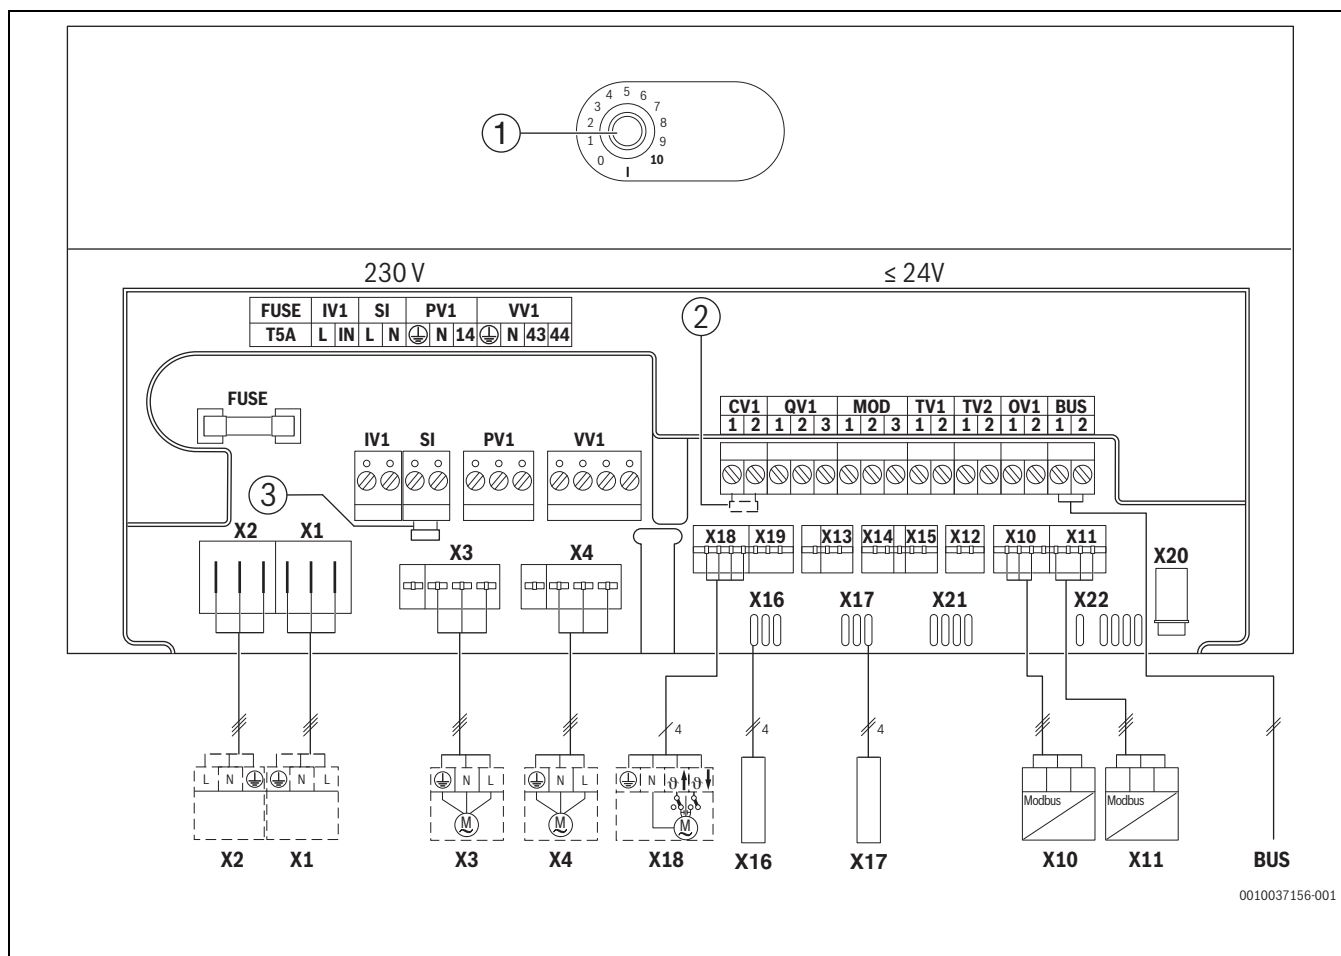 4 5 6
3 7
2 8
1 9
0 10
I
1
230 V ≤ 24V
FUSE IV1 SI PV1 VV1
T5A L IN L N N 14 N 43 44
2
FUSE
CV1 QV1 MOD TV1 TV2 OV1 BUS
1 2 1 2 3 1 2 3 1 2 1 2 1 2 1 2
IV1 SI PV1 VV1
3
X2 X1
X3 X4
X18 X19 X13 X14 X15 X12 X10 X11
X20
X16 X17 X21 X22
4 4 4
L N N L
N L
N L
N ϑ ϑ
M M M
Modbus Modbus
X2 X1 X3 X4 X18 X16 X17 X10 X11 BUS
0010037156-001